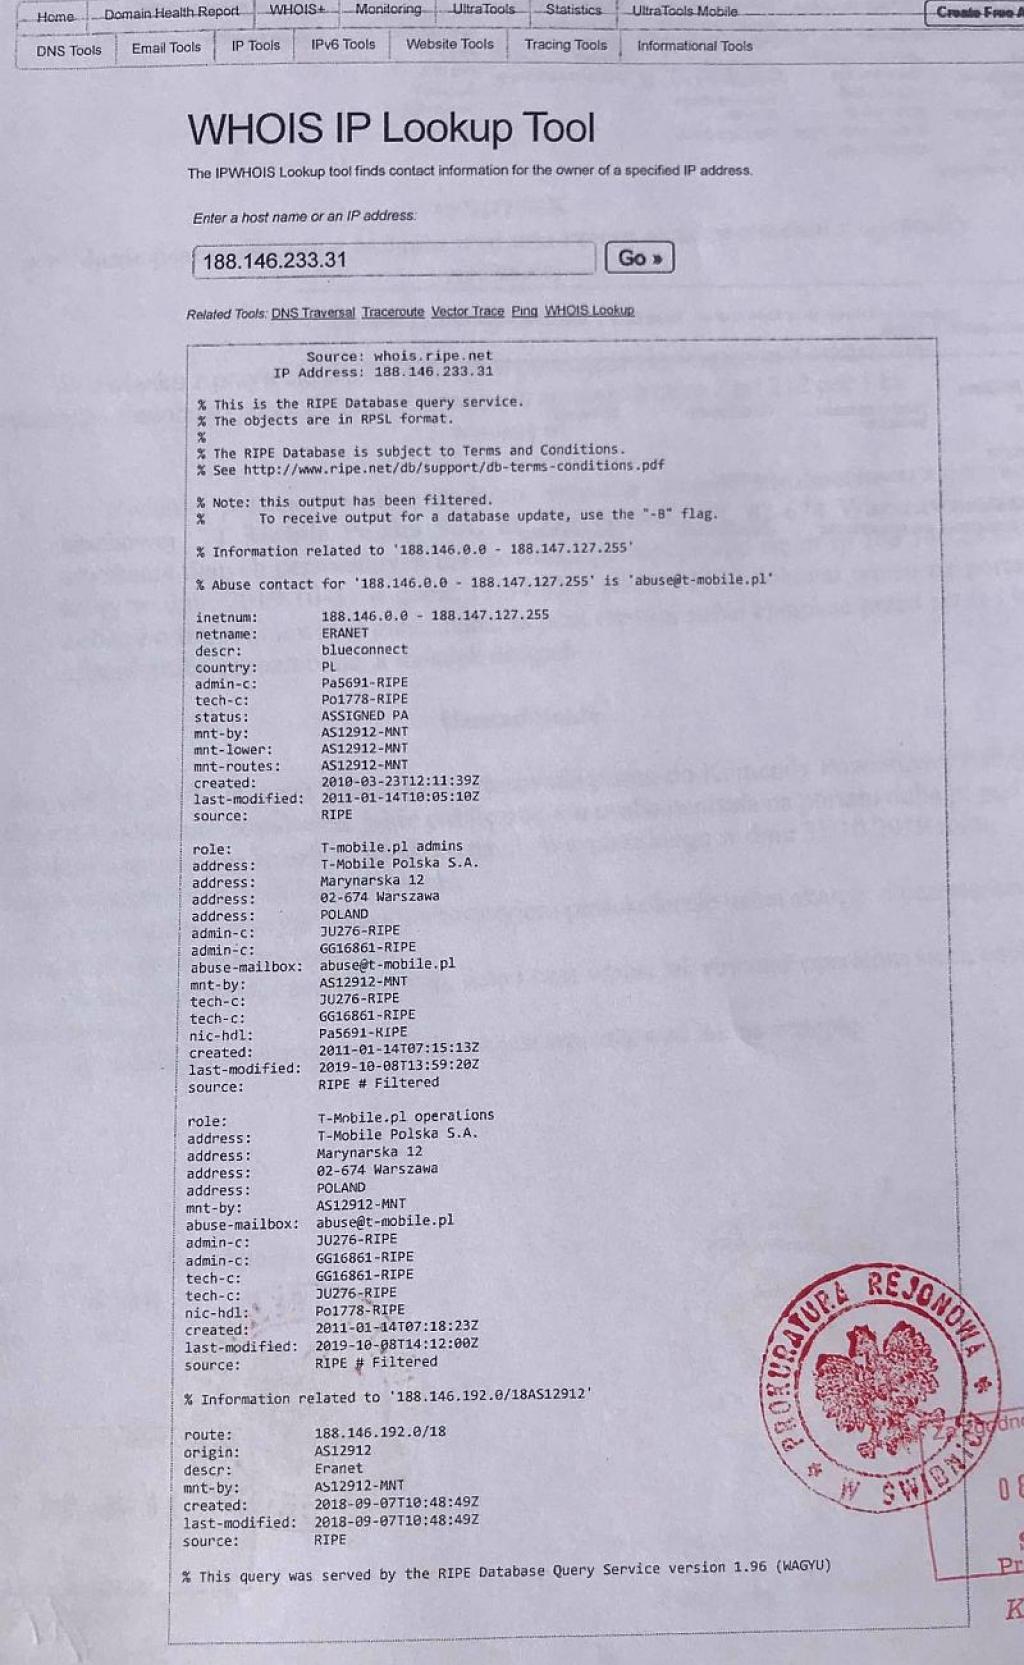 Home Domain Health Report WHOIS+ Monitoring UltraTools Statistics UltraTools Mobile Create Free
DNS Tools Email Tools IP Tools IPv6 Tools Website Tools Tracing Tools Informational Tools
WHOIS IP Lookup Tool
The IPWHOIS Lookup tool finds contact information for the owner of a specified IP address.
Enter a host name or an IP address:
188.146.233.31 Go »
Related Tools: DNS Traversal Traceroute Vector Trace Ping WHOIS Lookup
Source: whois.ripe.net
IP Address: 188.146.233.31
% This is the RIPE Database query service.
% The objects are in RPSL format.
%
% The RIPE Database is subject to Terms and Conditions.
% See http://www.ripe.net/db/support/db-terms-conditions.pdf
% Note: this output has been filtered.
% To receive output for a database update, use the "-B" flag.
% Information related to '188.146.0.0 - 188.147.127.255'
% Abuse contact for '188.146.0.0 - 188.147.127.255' is 'abuse@t-mobile.pl'
inetnum: 188.146.0.0 - 188.147.127.255
netname: ERANET
descr: blueconnect
country: PL
admin-c: Pa5691-RIPE
tech-c: Po1778-RIPE
status: ASSIGNED PA
mnt-by: AS12912-MNT
mnt-lower: AS12912-MNT
mnt-routes: AS12912-MNT
created: 2010-03-23T12:11:39Z
last-modified: 2011-01-14T10:05:10Z
source: RIPE
role: T-mobile.pl admins
address: T-Mobile Polska S.A.
address: Marynarska 12
address: 02-674 Warszawa
address: POLAND
admin-c: JU276-RIPE
admin-c: GG16861-RIPE
abuse-mailbox: abuse@t-mobile.pl
mnt-by: AS12912-MNT
tech-c: JU276-RIPE
tech-c: GG16861-RIPE
nic-hdl: Pa5691-RIPE
created: 2011-01-14T07:15:13Z
last-modified: 2019-10-08T13:59:20Z
source: RIPE # Filtered
role: T-Mobile.pl operations
address: T-Mobile Polska S.A.
address: Marynarska 12
address: 02-674 Warszawa
address: POLAND
mnt-by: AS12912-MNT
abuse-mailbox: abuse@t-mobile.pl
admin-c: JU276-RIPE
admin-c: GG16861-RIPE
tech-c: GG16861-RIPE
tech-c: JU276-RIPE
nic-hdl: Po1778-RIPE
created: 2011-01-14T07:18:23Z
last-modified: 2019-10-08T14:12:00Z
source: RIPE # Filtered
% Information related to '188.146.192.0/18AS12912'
route: 188.146.192.0/18
origin: AS12912
descr: Eranet
mnt-by: AS12912-MNT
created: 2018-09-07T10:48:49Z
last-modified: 2018-09-07T10:48:49Z
source: RIPE
% This query was served by the RIPE Database Query Service version 1.96 (WAGYU)
* PROKURATURA REJONOWA * W ŚWIDNICY
Za
08
Pr
K